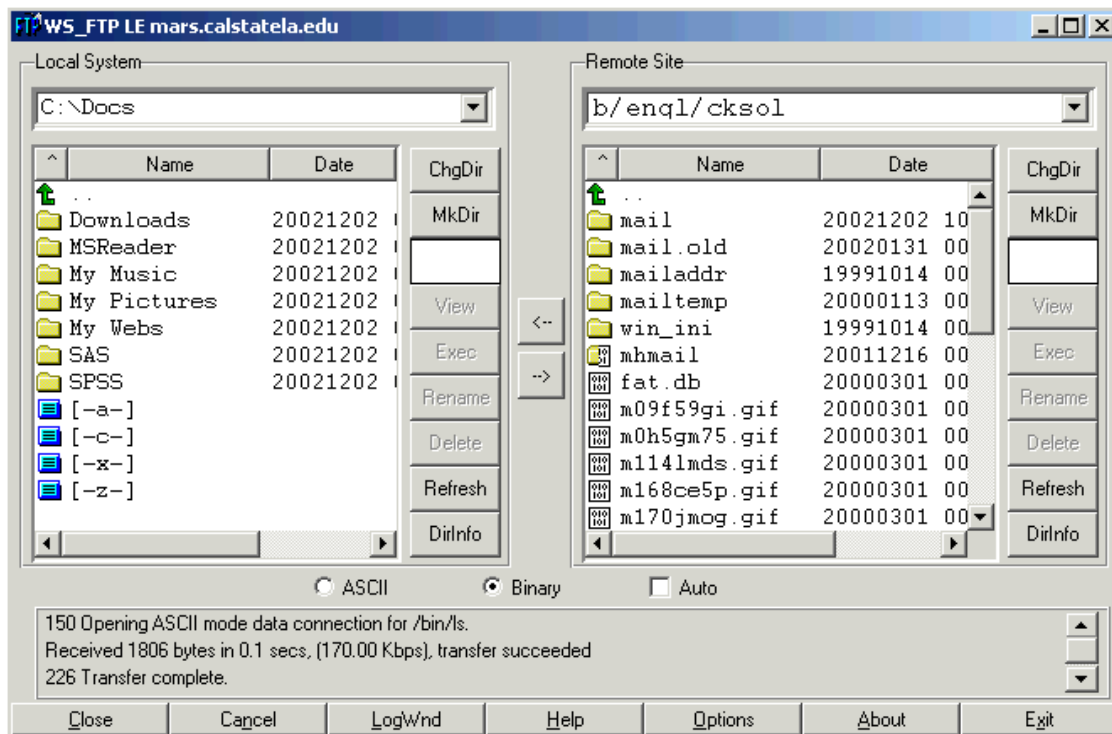 WS_FTP LE mars.calstatela.edu
Local System
C:\Docs
^ Name Date
..
Downloads 20021202
MSReader 20021202
My Music 20021202
My Pictures 20021202
My Webs 20021202
SAS 20021202
SPSS 20021202
[-a-]
[-c-]
[-x-]
[-z-]
ChgDir
MkDir
View
Exec
Rename
Delete
Refresh
DirInfo
<--
-->
Remote Site
b/engl/cksol
^ Name Date
..
mail 20021202 10
mail.old 20020131 00
mailaddr 19991014 00
mailtemp 20000113 00
win_ini 19991014 00
mhmail 20011216 00
fat.db 20000301 00
m09f59gi.gif 20000301 00
m0h5gm75.gif 20000301 00
m114lmds.gif 20000301 00
m168ce5p.gif 20000301 00
m170jmog.gif 20000301 00
ChgDir
MkDir
View
Exec
Rename
Delete
Refresh
DirInfo
ASCII Binary Auto
150 Opening ASCII mode data connection for /bin/ls.
Received 1806 bytes in 0.1 secs, (170.00 Kbps), transfer succeeded
226 Transfer complete.
Close Cancel LogWnd Help Options About Exit